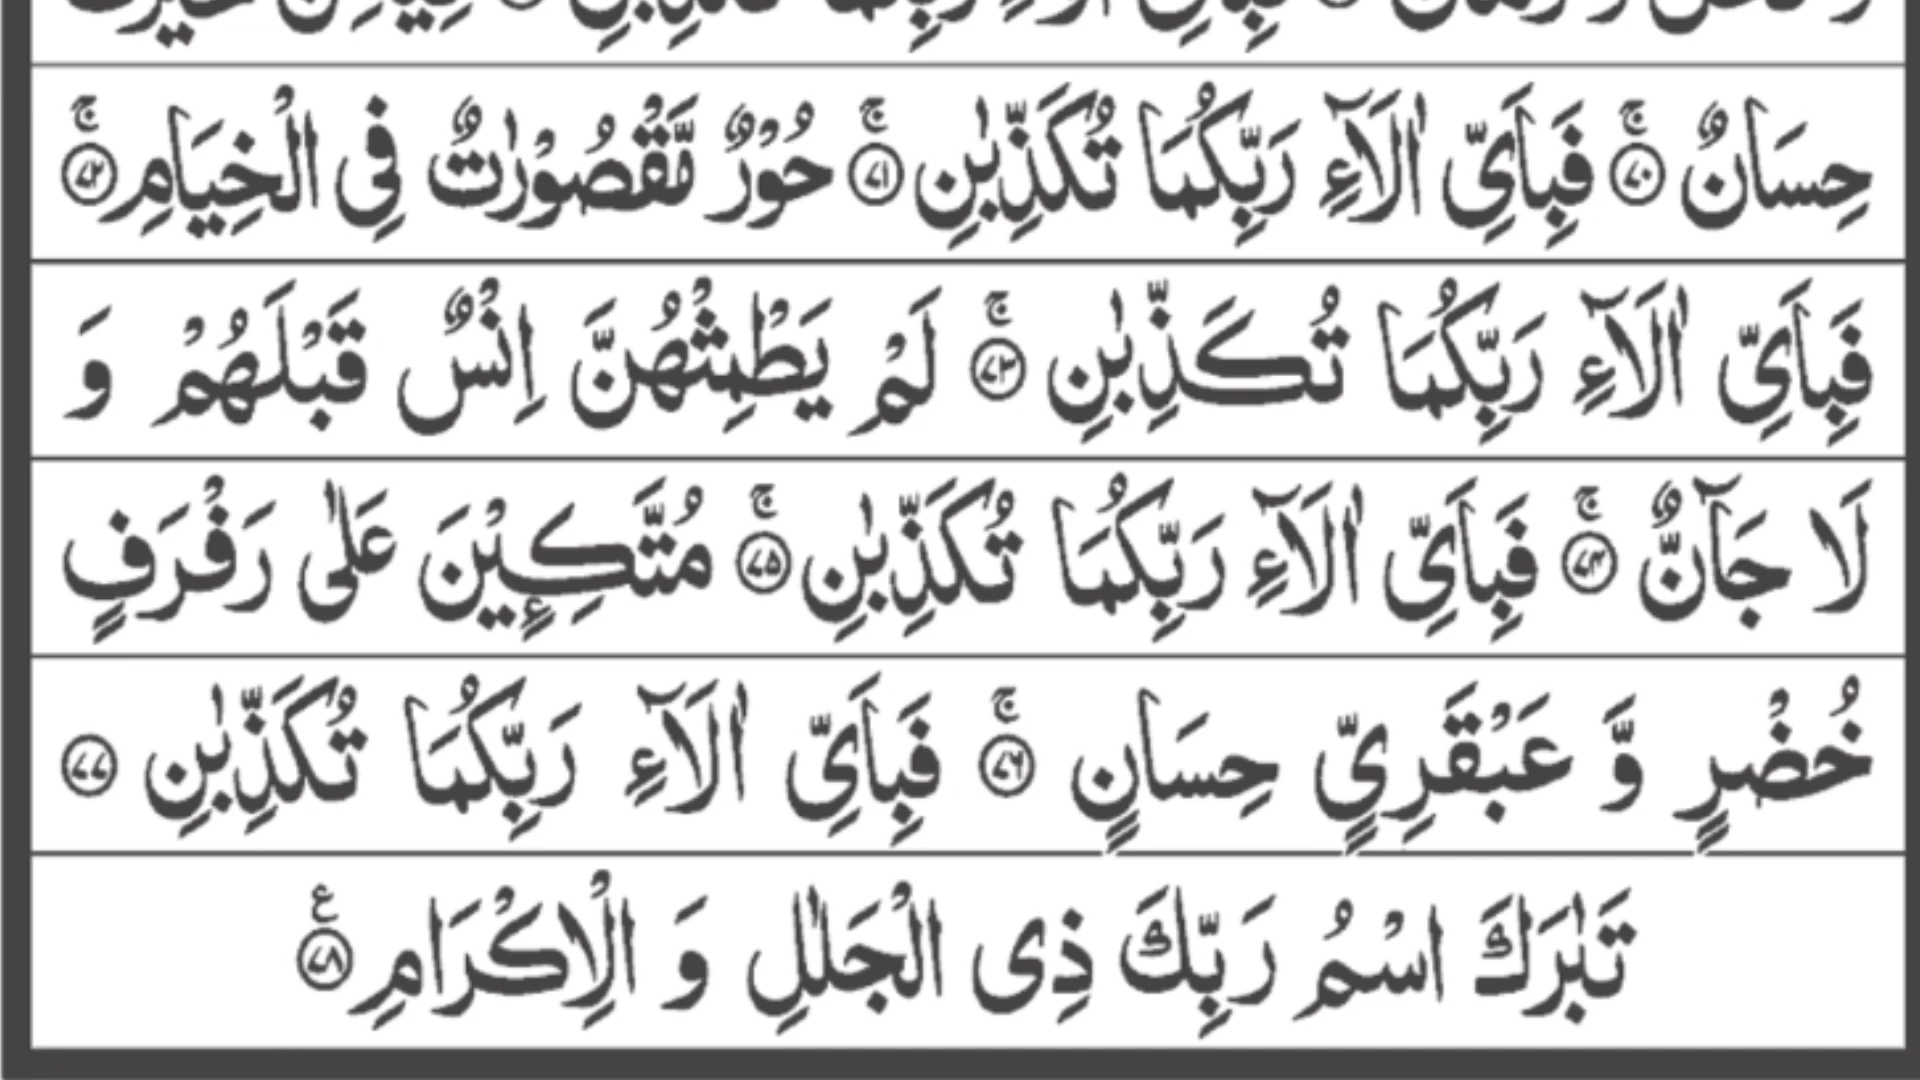 حِسَانٌ ۚ‏﴿۷۰﴾ فَبِاَیِّ اٰلَآءِ رَبِّكُمَا تُكَذِّبٰنِ ۚ‏﴿۷۱﴾ حُوْرٌ مَّقْصُوْرٰتٌ فِی الْخِیَامِ ۚ‏﴿۷۲﴾
فَبِاَیِّ اٰلَآءِ رَبِّكُمَا تُكَذِّبٰنِ ۚ‏﴿۷۳﴾ لَمْ یَطْمِثْهُنَّ اِنْسٌ قَبْلَهُمْ وَ
لَا جَآنٌّ ۚ‏﴿۷۴﴾ فَبِاَیِّ اٰلَآءِ رَبِّكُمَا تُكَذِّبٰنِ ۚ‏﴿۷۵﴾ مُتَّكِـِٕیْنَ عَلٰی رَفْرَفٍ
خُضْرٍ وَّ عَبْقَرِیٍّ حِسَانٍ ۚ‏﴿۷۶﴾ فَبِاَیِّ اٰلَآءِ رَبِّكُمَا تُكَذِّبٰنِ ﴿۷۷﴾
تَبٰرَكَ اسْمُ رَبِّكَ ذِی الْجَلٰلِ وَ الْاِكْرَامِ ﴿۷۸﴾ ع